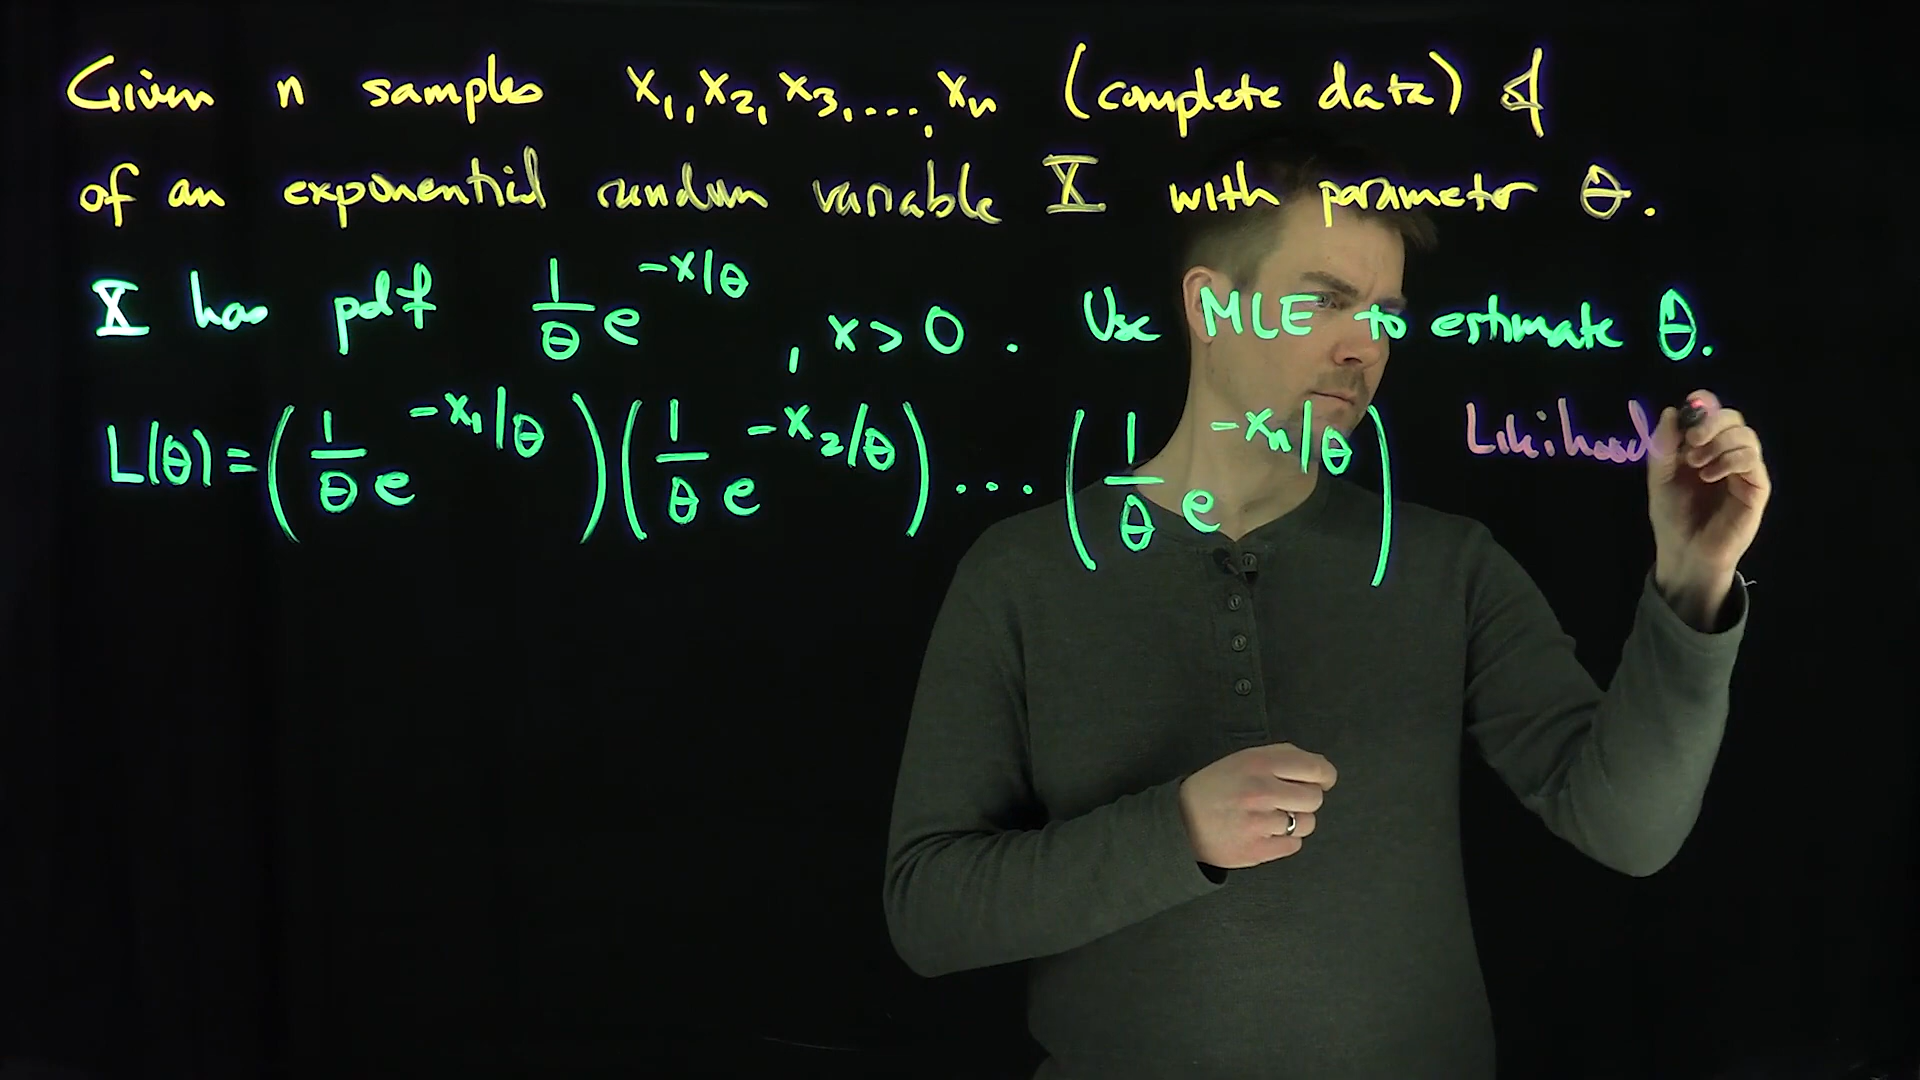 Given n samples x₁, x₂, x₃, ..., xₙ (complete data)
of an exponential random variable X with parameter θ.
X has pdf 1/θ e^(-x/θ), x > 0. Use MLE to estimate θ.
L(θ) = (1/θ e^(-x₁/θ)) (1/θ e^(-x₂/θ)) ... (1/θ e^(-xₙ/θ)) Likihood